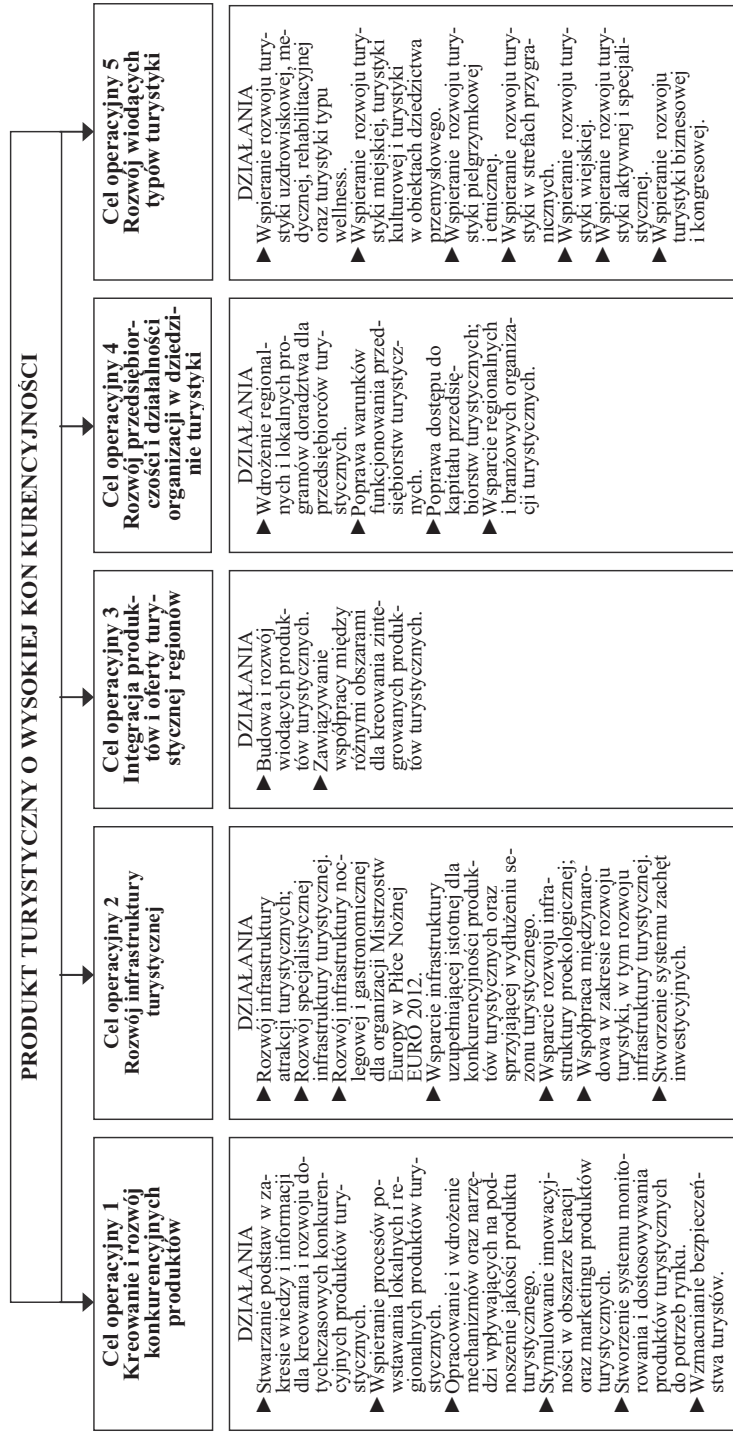 PRODUKT TURYSTYCZNY O WYSOKIEJ KON KURENCYJNOŚCI
Cel operacyjny 1
Kreowanie i rozwój
konkurencyjnych
produktów
DZIAŁANIA
▶ Stwarzanie podstaw w za-
kresie wiedzy i informacji
dla kreowania i rozwoju do-
tychczasowych konkuren-
cyjnych produktów tury-
stycznych.
▶ Wspieranie procesów po-
wstawania lokalnych i re-
gionalnych produktów tury-
stycznych.
▶ Opracowanie i wdrożenie
mechanizmów oraz narzę-
dzi wpływających na pod-
noszenie jakości produktu
turystycznego.
▶ Stymulowanie innowacyj-
ności w obszarze kreacji
oraz marketingu produktów
turystycznych.
▶ Stworzenie systemu monito-
rowania i dostosowywania
produktów turystycznych
do potrzeb rynku.
▶ Wzmacnianie bezpieczeń-
stwa turystów.
Cel operacyjny 2
Rozwój infrastruktury
turystycznej
DZIAŁANIA
▶ Rozwój infrastruktury
atrakcji turystycznych;
▶ Rozwój specjalistycznej
infrastruktury turystycznej.
▶ Rozwój infrastruktury noc-
legowej i gastronomicznej
dla organizacji Mistrzostw
Europy w Piłce Nożnej
EURO 2012.
▶ Wsparcie infrastruktury
uzupełniającej istotnej dla
konkurencyjności produk-
tów turystycznych oraz
sprzyjającej wydłużeniu se-
zonu turystycznego.
▶ Wsparcie rozwoju infra-
struktury proekologicznej;
▶ Współpraca międzynaro-
dowa w zakresie rozwoju
turystyki, w tym rozwoju
infrastruktury turystycznej.
▶ Stworzenie systemu zachęt
inwestycyjnych.
Cel operacyjny 3
Integracja produk-
tów i oferty tury-
stycznej regionów
DZIAŁANIA
▶ Budowa i rozwój
wiodących produk-
tów turystycznych.
▶ Zawiązywanie
współpracy między
różnymi obszarami
dla kreowania zinte-
growanych produk-
tów turystycznych.
Cel operacyjny 4
Rozwój przedsiębior-
czości i działalności
organizacji w dziedzi-
nie turystyki
DZIAŁANIA
▶ Wdrożenie regional-
nych i lokalnych pro-
gramów doradztwa dla
przedsiębiorców tury-
stycznych.
▶ Poprawa warunków
funkcjonowania przed-
siębiorstw turystycz-
nych.
▶ Poprawa dostępu do
kapitału przedsię-
biorstw turystycznych;
▶ Wsparcie regionalnych
i branżowych organiza-
cji turystycznych.
Cel operacyjny 5
Rozwój wiodących
typów turystyki
DZIAŁANIA
▶ Wspieranie rozwoju tury-
styki uzdrowiskowej, me-
dycznej, rehabilitacyjnej
oraz turystyki typu
wellness.
▶ Wspieranie rozwoju tury-
styki miejskiej, turystyki
kulturowej i turystyki
w obiektach dziedzictwa
przemysłowego.
▶ Wspieranie rozwoju tury-
styki pielgrzymkowej
i etnicznej.
▶ Wspieranie rozwoju tury-
styki w strefach przygra-
nicznych.
▶ Wspieranie rozwoju tury-
styki wiejskiej.
▶ Wspieranie rozwoju tury-
styki aktywnej i specjali-
stycznej.
▶ Wspieranie rozwoju
turystyki biznesowej
i kongresowej.